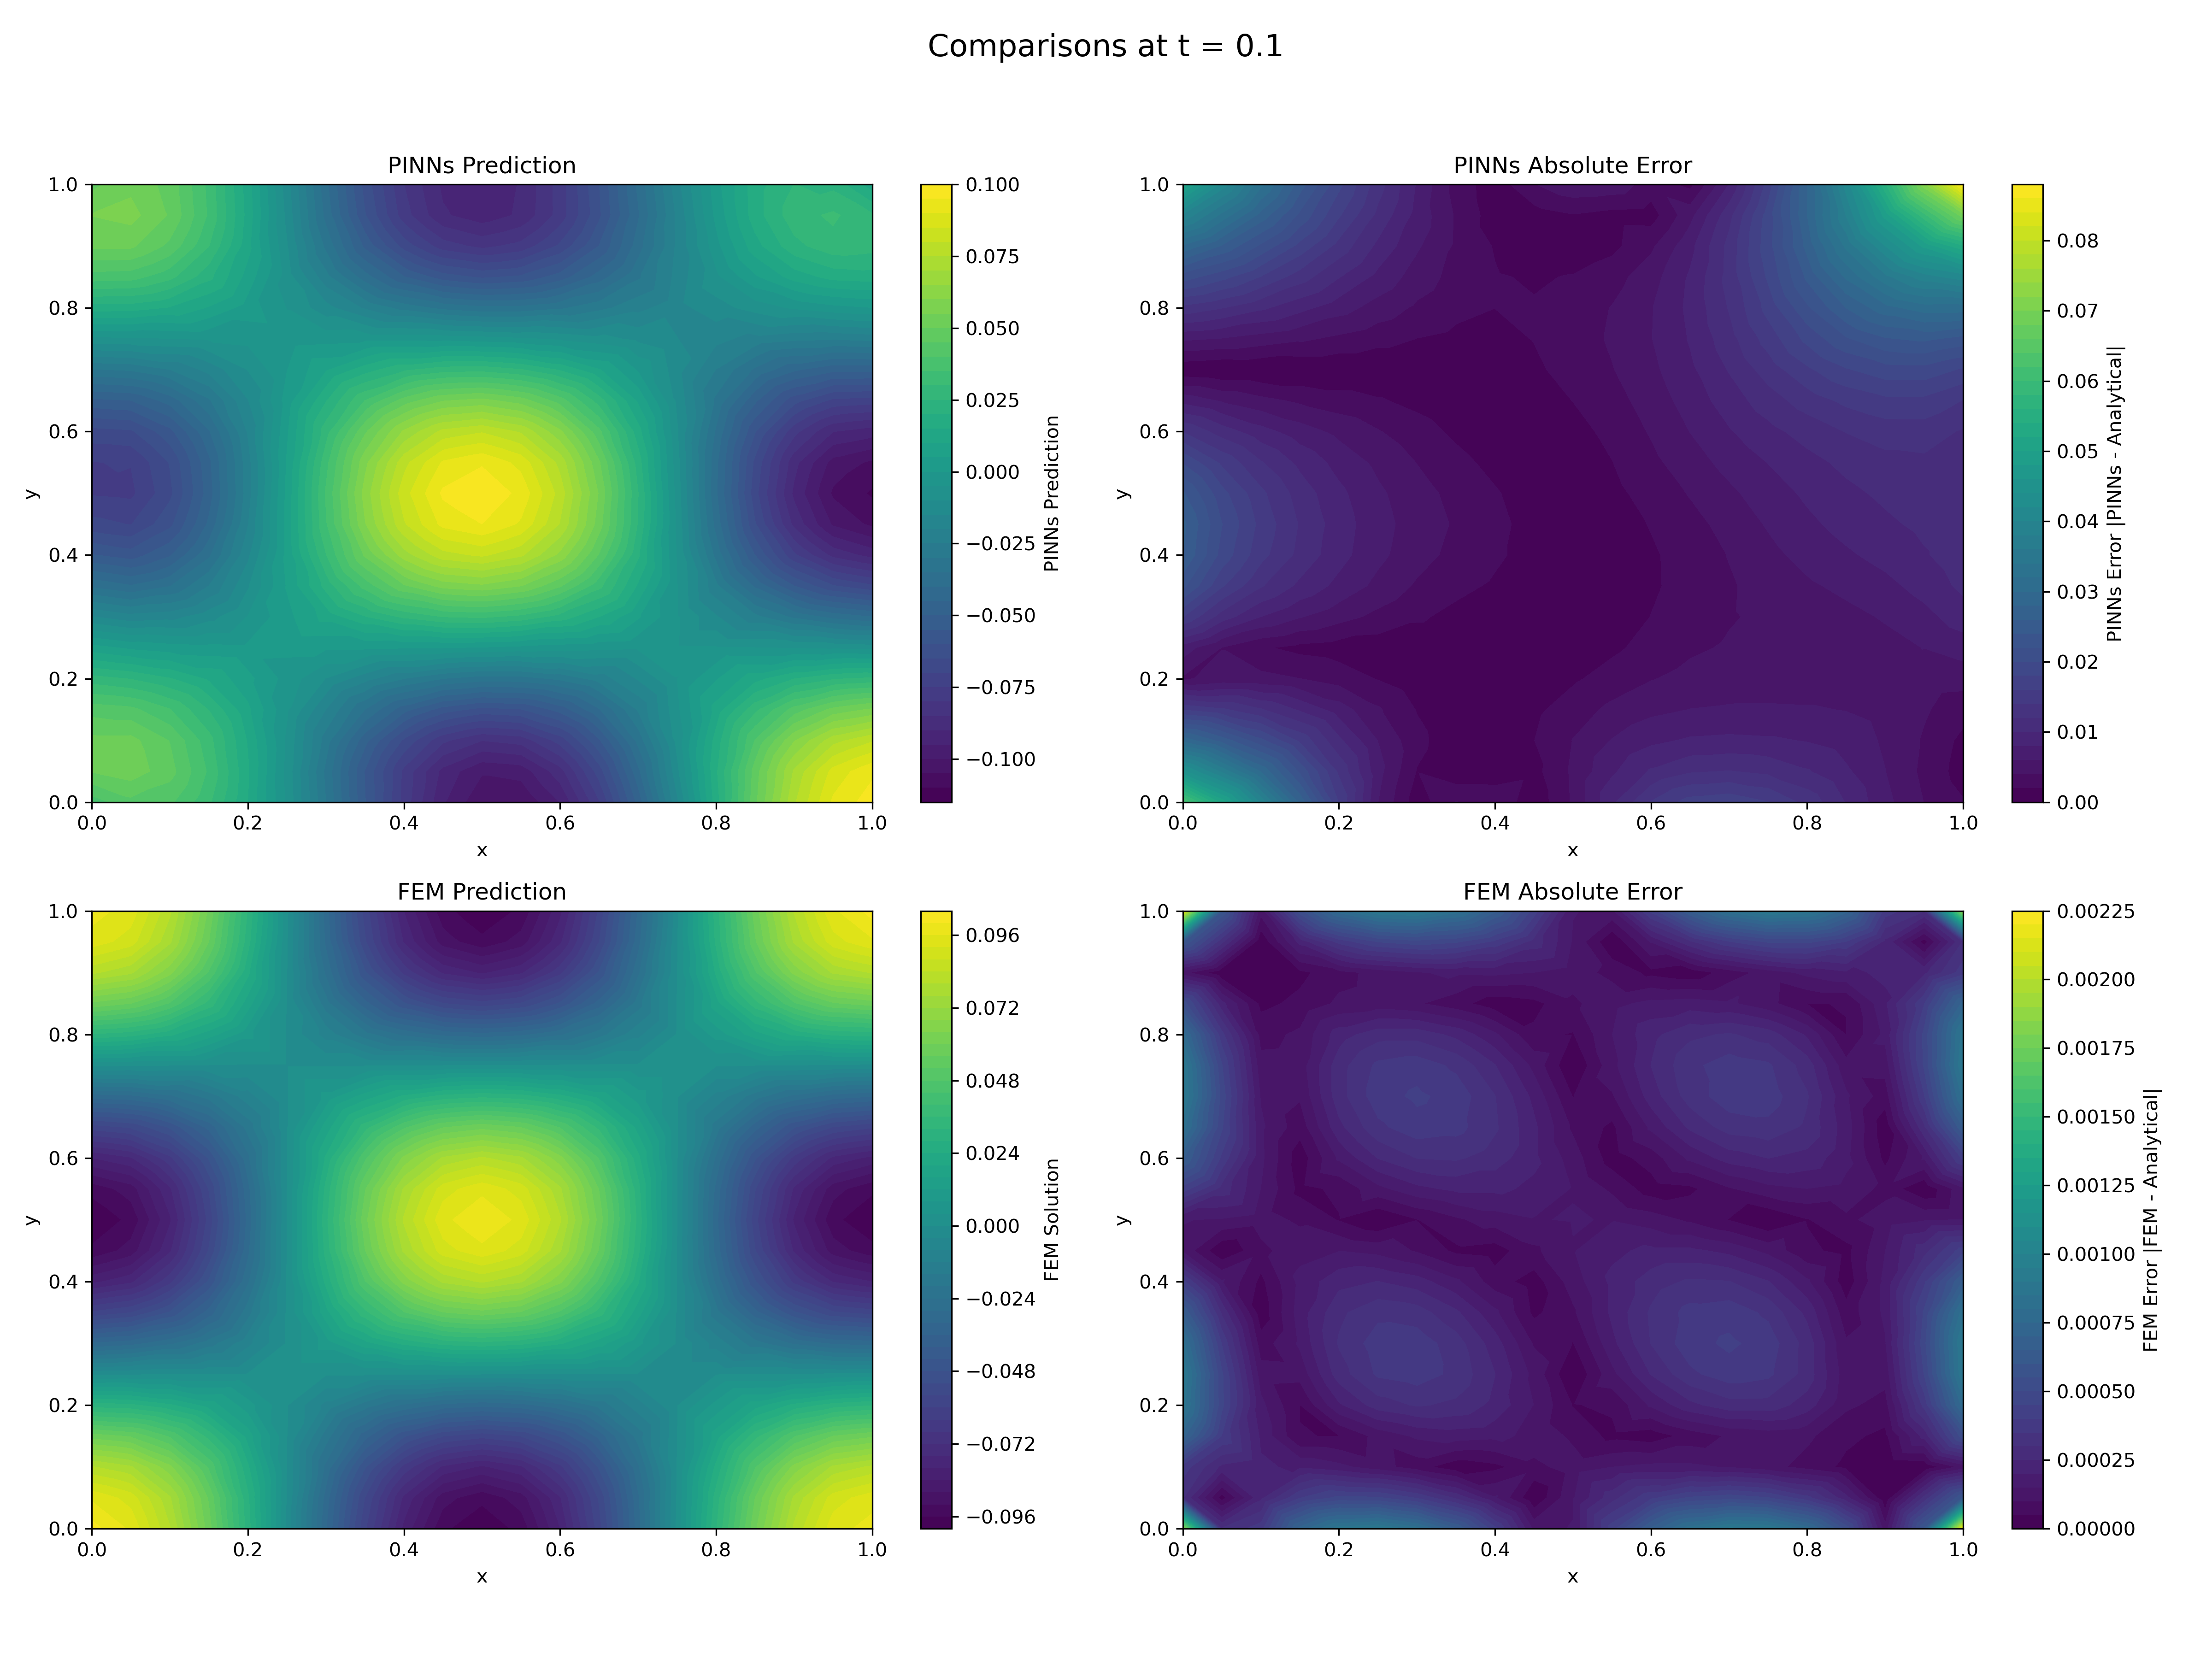 Comparisons at t = 0.1
PINNs Prediction
1.0
0.8
0.6
0.4
0.2
0.0
y
0.0 0.2 0.4 0.6 0.8 1.0
x
0.100
0.075
0.050
0.025
0.000
−0.025
−0.050
−0.075
−0.100
PINNs Prediction
PINNs Absolute Error
1.0
0.8
0.6
0.4
0.2
0.0
y
0.0 0.2 0.4 0.6 0.8 1.0
x
0.08
0.07
0.06
0.05
0.04
0.03
0.02
0.01
0.00
PINNs Error |PINNs - Analytical|
FEM Prediction
1.0
0.8
0.6
0.4
0.2
0.0
y
0.0 0.2 0.4 0.6 0.8 1.0
x
0.096
0.072
0.048
0.024
0.000
−0.024
−0.048
−0.072
−0.096
FEM Solution
FEM Absolute Error
1.0
0.8
0.6
0.4
0.2
0.0
y
0.0 0.2 0.4 0.6 0.8 1.0
x
0.00225
0.00200
0.00175
0.00150
0.00125
0.00100
0.00075
0.00050
0.00025
0.00000
FEM Error |FEM - Analytical|